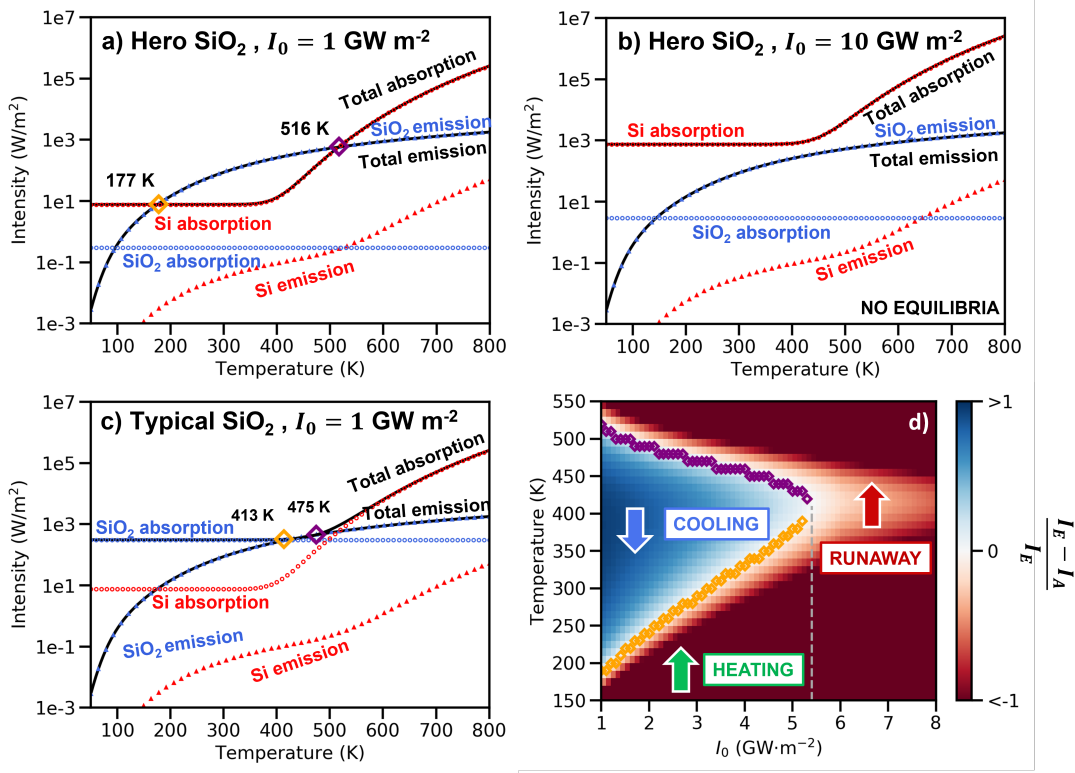 a) Hero SiO₂ , I₀ = 1 GW m⁻²
1e7
1e5
1e3
1e1
1e-1
1e-3
Intensity (W/m²)
Total absorption
516 K
SiO₂ emission
Total emission
177 K
Si absorption
SiO₂ absorption
Si emission
100 200 300 400 500 600 700 800
Temperature (K)
b) Hero SiO₂ , I₀ = 10 GW m⁻²
1e7
1e5
1e3
1e1
1e-1
1e-3
Intensity (W/m²)
Total absorption
Si absorption
SiO₂ emission
Total emission
SiO₂ absorption
Si emission
NO EQUILIBRIA
100 200 300 400 500 600 700 800
Temperature (K)
c) Typical SiO₂ , I₀ = 1 GW m⁻²
1e7
1e5
1e3
1e1
1e-1
1e-3
Intensity (W/m²)
Total absorption
413 K
475 K
Total emission
SiO₂ absorption
Si absorption
SiO₂ emission
Si emission
100 200 300 400 500 600 700 800
Temperature (K)
d)
550
500
450
400
350
300
250
200
150
Temperature (K)
COOLING
RUNAWAY
HEATING
1 2 3 4 5 6 7 8
I₀ (GW·m⁻²)
>1
0
<-1
I_E − I_A
I_E